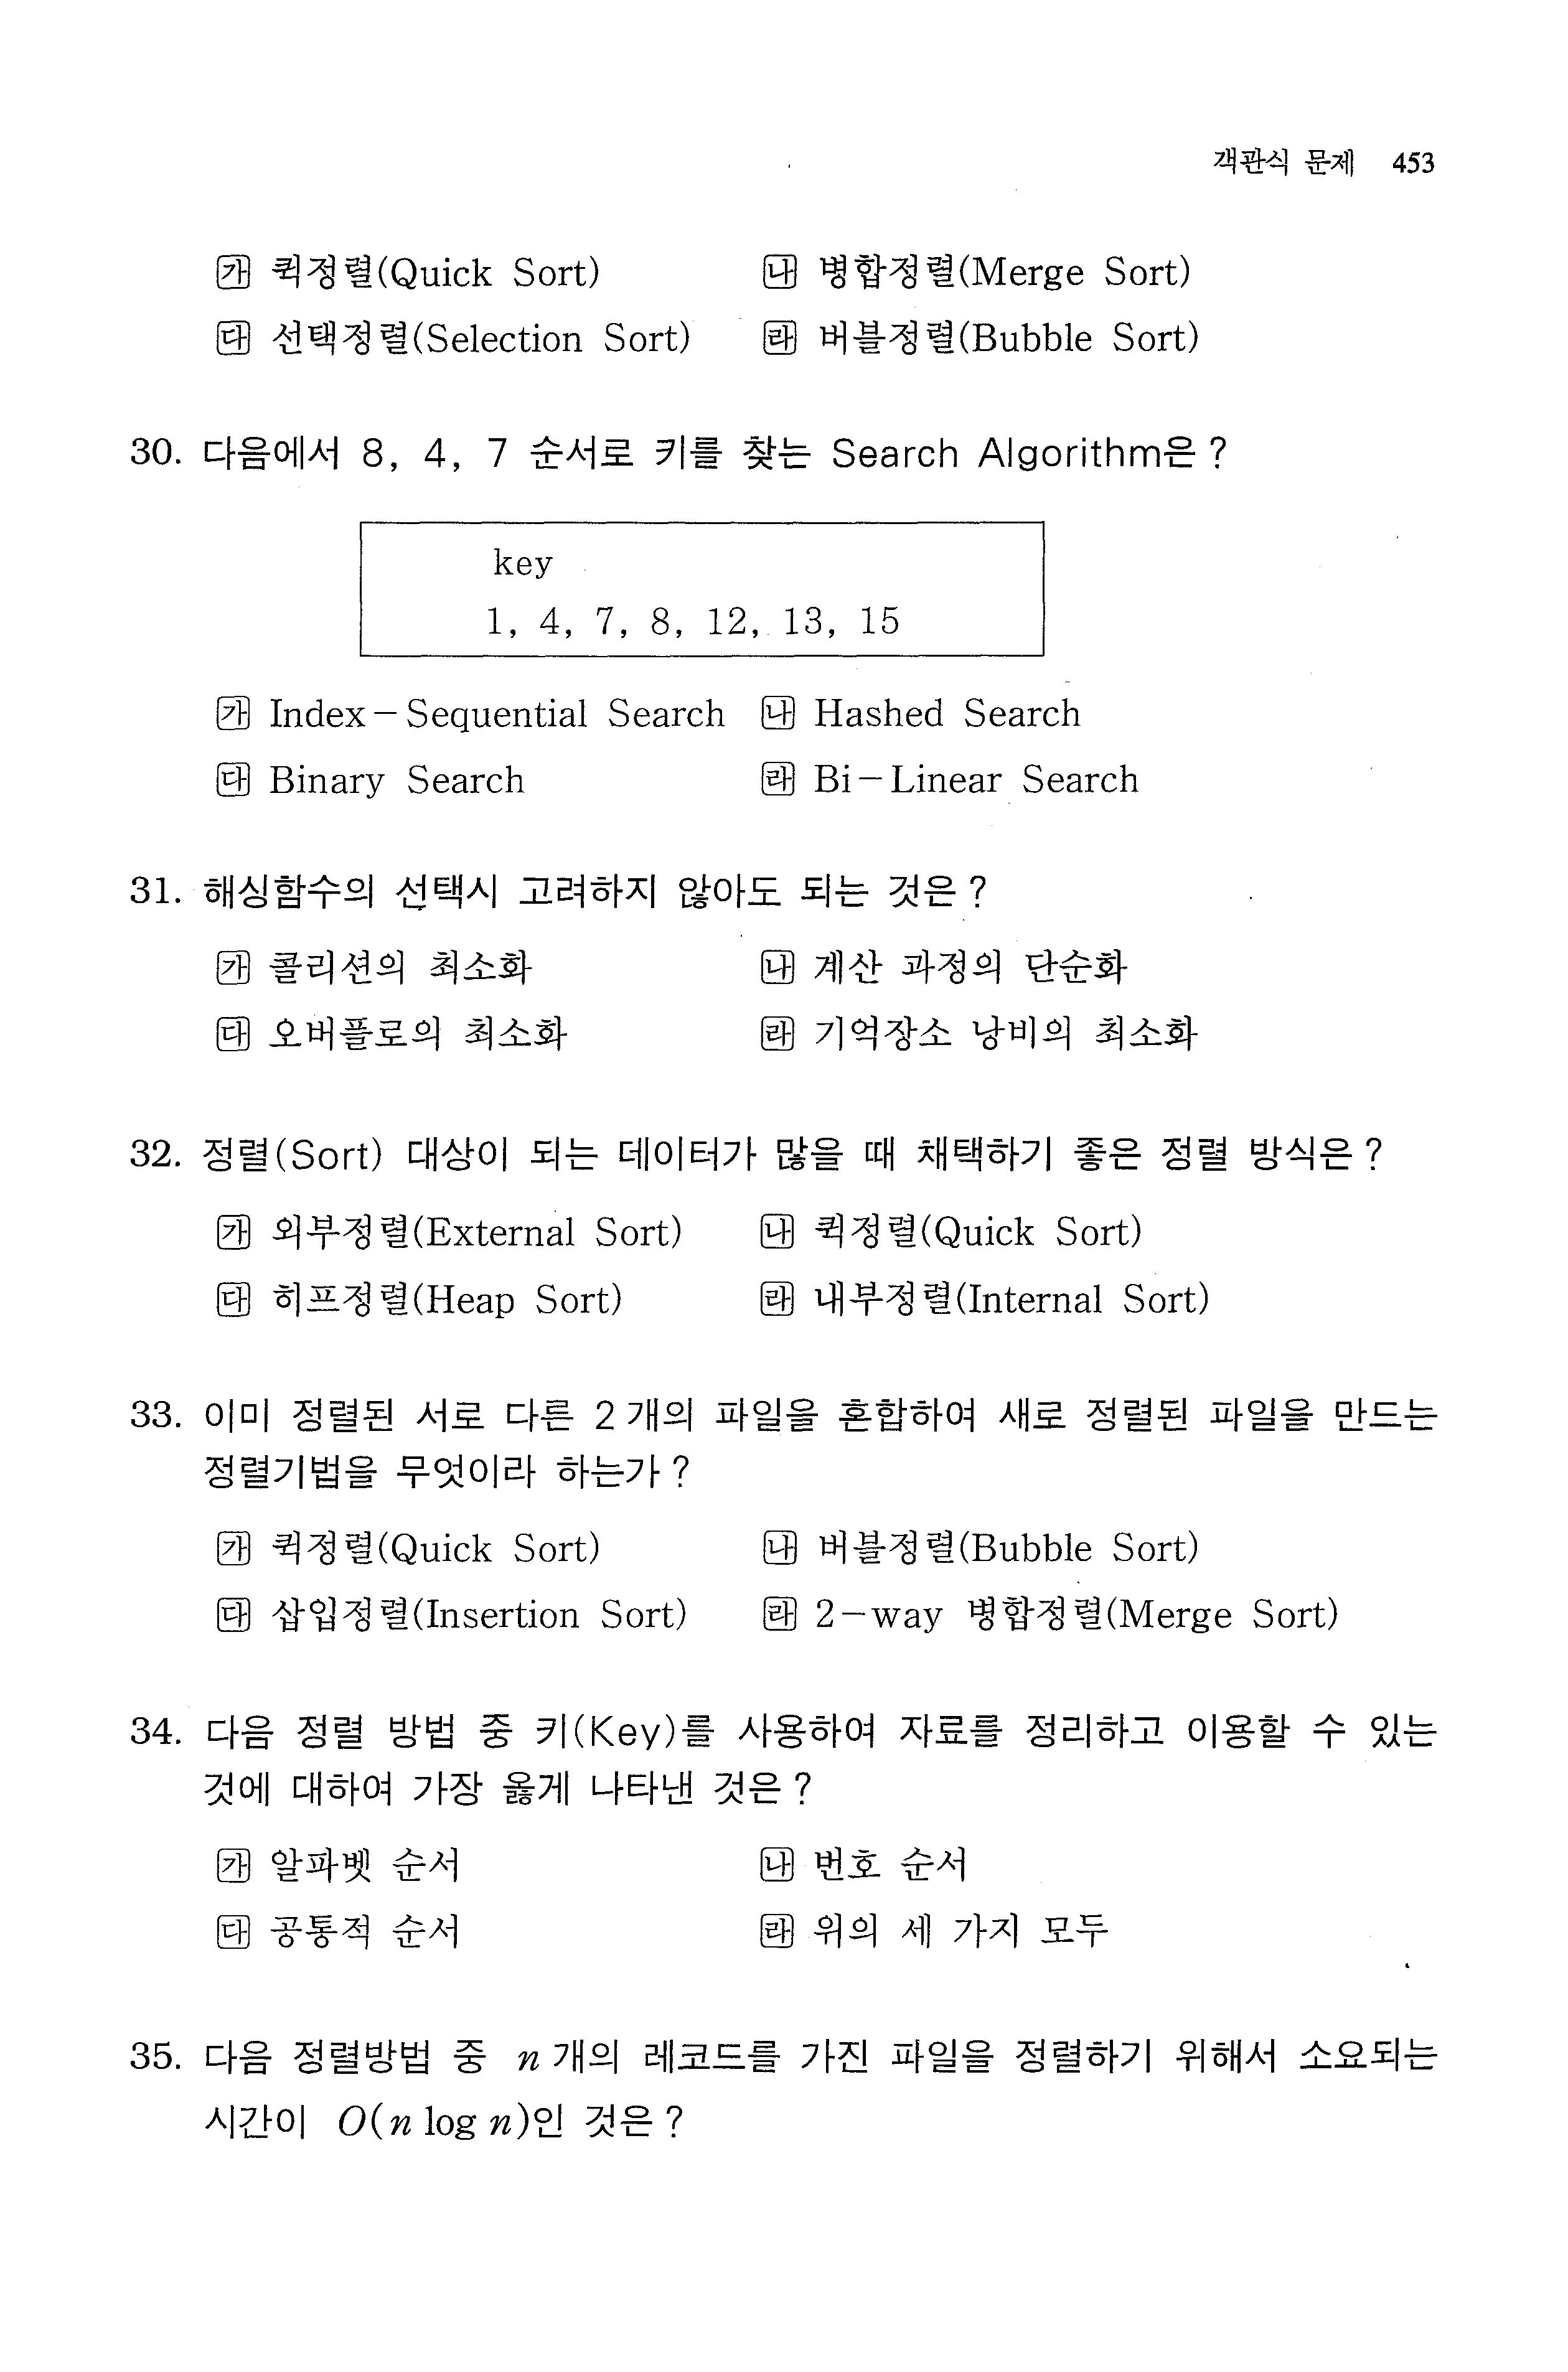 객관식 문제 453
㉮ 퀵정렬(Quick Sort) ㉯ 병합정렬(Merge Sort)
㉰ 선택정렬(Selection Sort) ㉱ 버블정렬(Bubble Sort)
30. 다음에서 8, 4, 7 순서로 키를 찾는 Search Algorithm은?
key
1, 4, 7, 8, 12, 13, 15
㉮ Index-Sequential Search ㉯ Hashed Search
㉰ Binary Search ㉱ Bi-Linear Search
31. 해싱함수의 선택시 고려하지 않아도 되는 것은?
㉮ 콜리션의 최소화 ㉯ 계산 과정의 단순화
㉰ 오버플로의 최소화 ㉱ 기억장소 낭비의 최소화
32. 정렬(Sort) 대상이 되는 데이터가 많을 때 채택하기 좋은 정렬 방식은?
㉮ 외부정렬(External Sort) ㉯ 퀵정렬(Quick Sort)
㉰ 히프정렬(Heap Sort) ㉱ 내부정렬(Internal Sort)
33. 이미 정렬된 서로 다른 2개의 파일을 혼합하여 새로 정렬된 파일을 만드는
정렬기법을 무엇이라 하는가?
㉮ 퀵정렬(Quick Sort) ㉯ 버블정렬(Bubble Sort)
㉰ 삽입정렬(Insertion Sort) ㉱ 2-way 병합정렬(Merge Sort)
34. 다음 정렬 방법 중 키(Key)를 사용하여 자료를 정리하고 이용할 수 있는
것에 대하여 가장 옳게 나타낸 것은?
㉮ 알파벳 순서 ㉯ 번호 순서
㉰ 공통적 순서 ㉱ 위의 세 가지 모두
35. 다음 정렬방법 중 n개의 레코드를 가진 파일을 정렬하기 위해서 소요되는
시간이 O(n log n)인 것은?